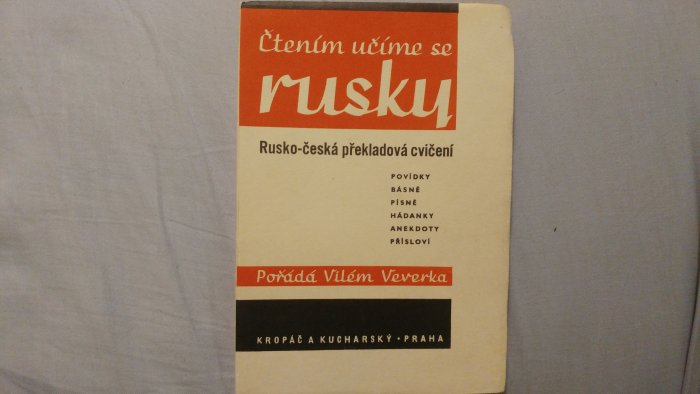 Čtením učíme se
rusky
Rusko-česká překladová cvičení
POVÍDKY
BÁSNĚ
PÍSNĚ
HÁDANKY
ANEKDOTY
PŘÍSLOVÍ
Pořádá Vilém Veverka
KROPÁČ A KUCHARSKÝ • PRAHA